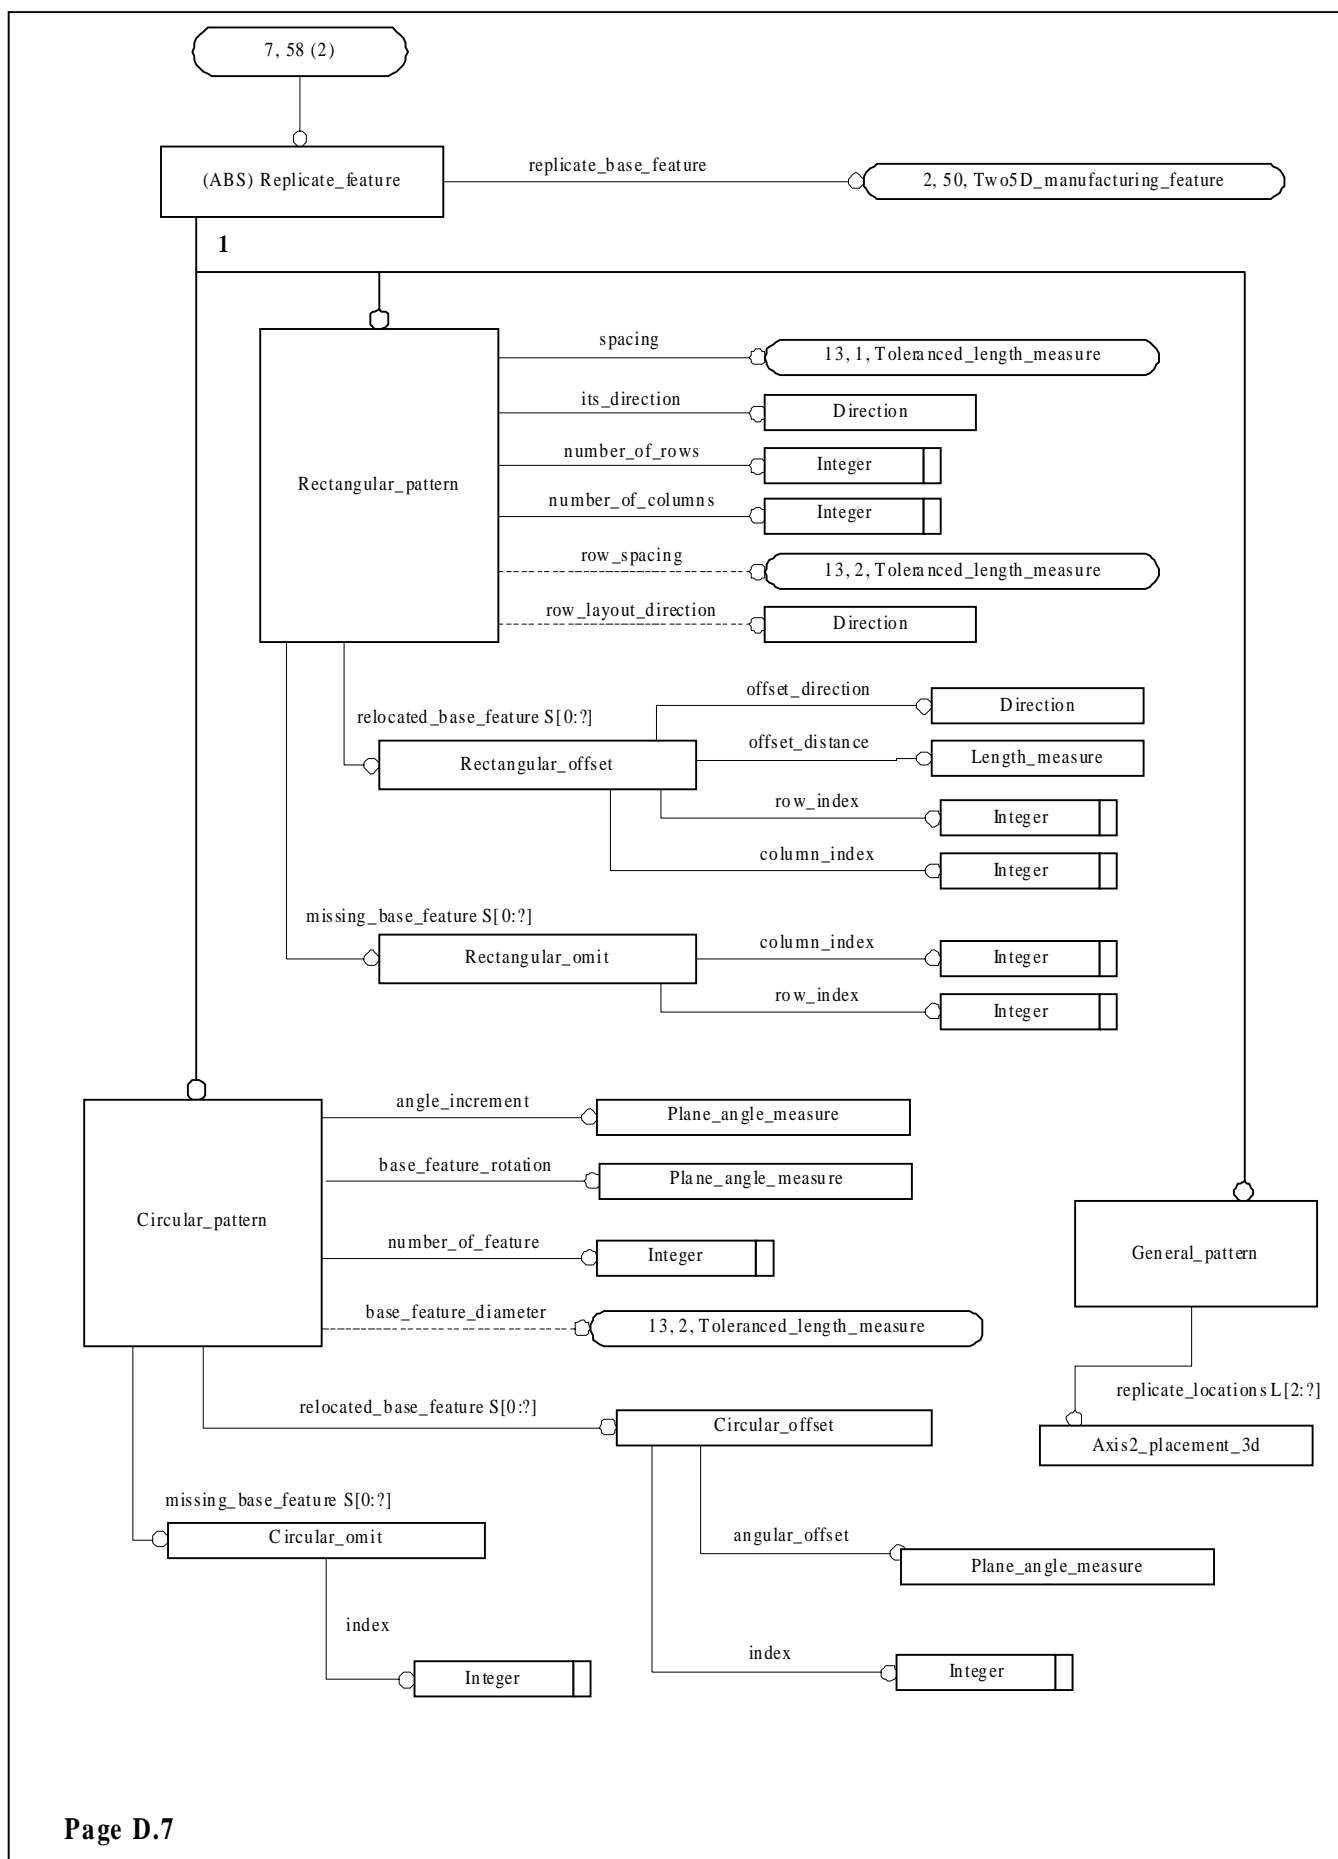 7, 58 (2)
(ABS) Replicate_feature
replicate_base_feature
2, 50, Two5D_manufacturing_feature
1
Rectangular_pattern
spacing
13, 1, Toleranced_length_measure
its_direction
Direction
number_of_rows
Integer
number_of_columns
Integer
row_spacing
13, 2, Toleranced_length_measure
row_layout_direction
Direction
relocated_base_feature S[0:?]
Rectangular_offset
offset_direction
Direction
offset_distance
Length_measure
row_index
Integer
column_index
Integer
missing_base_feature S[0:?]
Rectangular_omit
column_index
Integer
row_index
Integer
Circular_pattern
angle_increment
Plane_angle_measure
base_feature_rotation
Plane_angle_measure
number_of_feature
Integer
base_feature_diameter
13, 2, Toleranced_length_measure
General_pattern
replicate_locations L[2:?]
Axis2_placement_3d
relocated_base_feature S[0:?]
Circular_offset
missing_base_feature S[0:?]
Circular_omit
angular_offset
Plane_angle_measure
index
Integer
index
Integer
Page D.7